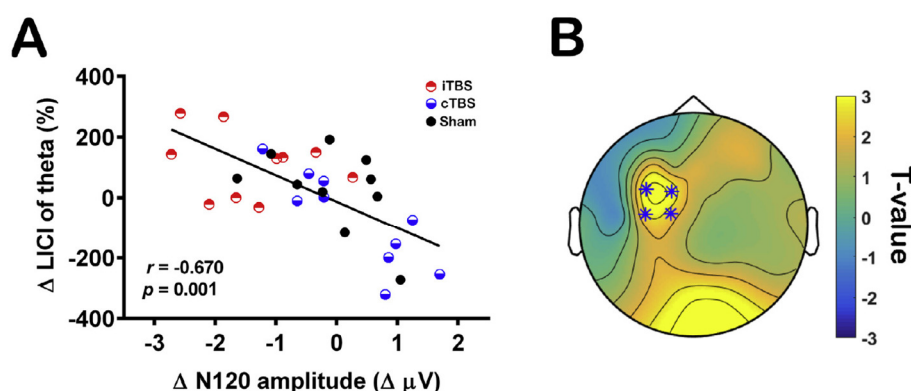 A
Δ LICI of theta (%)
400
200
0
-200
-400
iTBS
cTBS
Sham
r = -0.670
p = 0.001
-3 -2 -1 0 1 2
Δ N120 amplitude (Δ μV)
B
3
2
1
0
-1
-2
-3
T-value